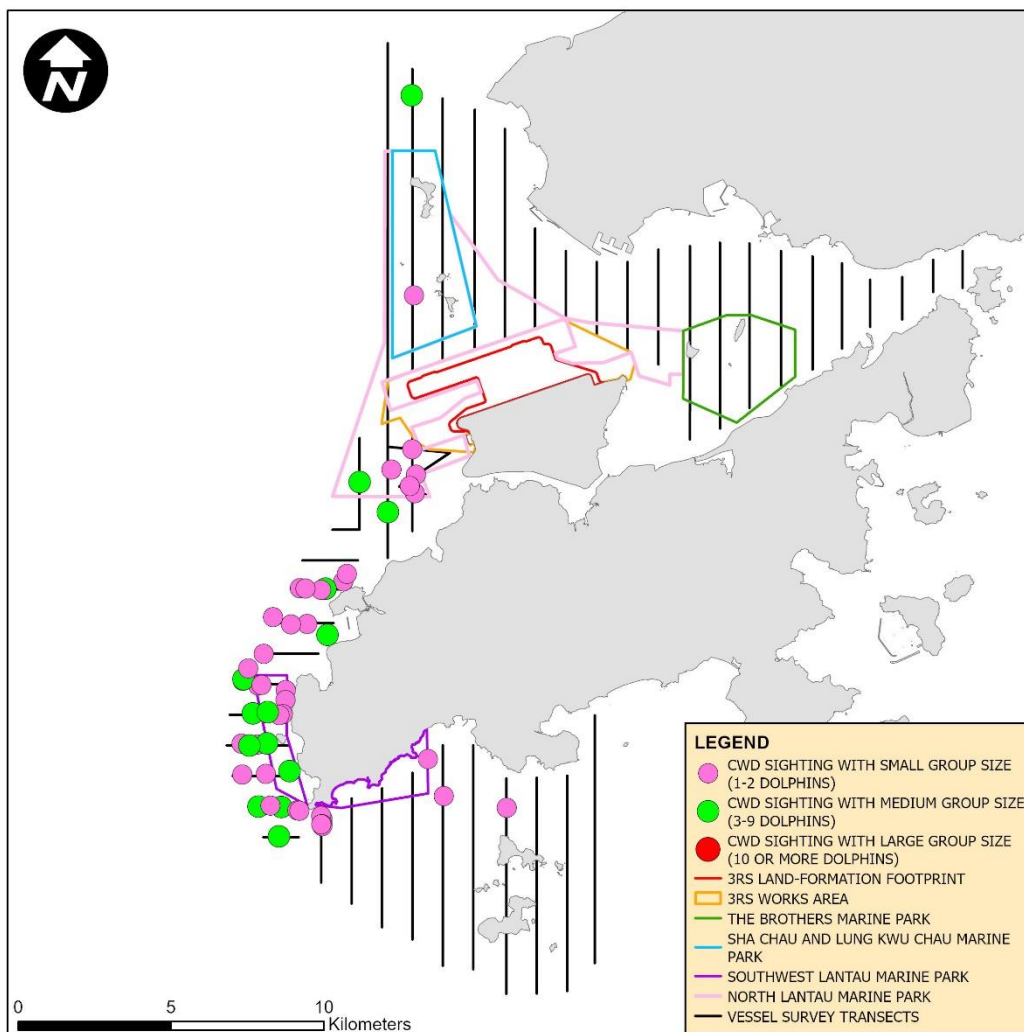 N
LEGEND
CWD SIGHTING WITH SMALL GROUP SIZE
(1-2 DOLPHINS)
CWD SIGHTING WITH MEDIUM GROUP SIZE
(3-9 DOLPHINS)
CWD SIGHTING WITH LARGE GROUP SIZE
(10 OR MORE DOLPHINS)
3RS LAND-FORMATION FOOTPRINT
3RS WORKS AREA
THE BROTHERS MARINE PARK
SHA CHAU AND LUNG KWU CHAU MARINE
PARK
SOUTHWEST LANTAU MARINE PARK
NORTH LANTAU MARINE PARK
VESSEL SURVEY TRANSECTS
0 5 10
Kilometers